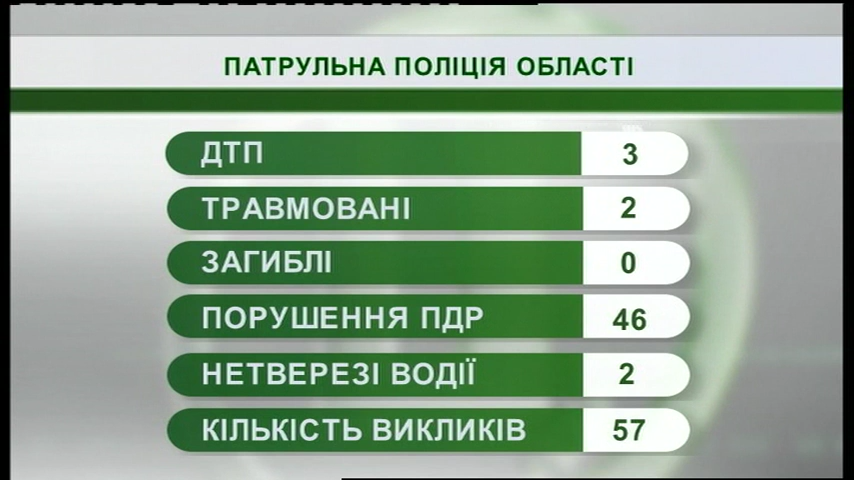 ПАТРУЛЬНА ПОЛІЦІЯ ОБЛАСТІ
ДТП 3
ТРАВМОВАНІ 2
ЗАГИБЛІ 0
ПОРУШЕННЯ ПДР 46
НЕТВЕРЕЗІ ВОДІЇ 2
КІЛЬКІСТЬ ВИКЛИКІВ 57